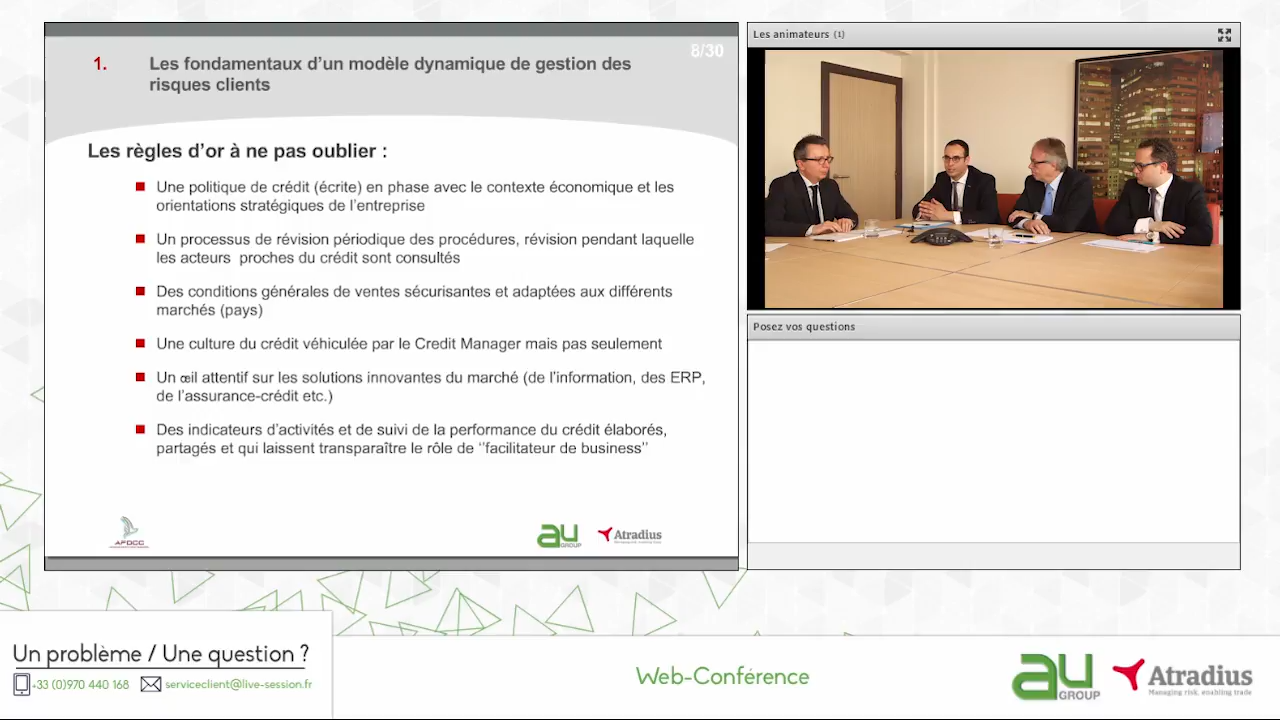 8/30
1. Les fondamentaux d’un modèle dynamique de gestion des
risques clients
Les règles d’or à ne pas oublier :
Une politique de crédit (écrite) en phase avec le contexte économique et les
orientations stratégiques de l’entreprise
Un processus de révision périodique des procédures, révision pendant laquelle
les acteurs proches du crédit sont consultés
Des conditions générales de ventes sécurisantes et adaptées aux différents
marchés (pays)
Une culture du crédit véhiculée par le Credit Manager mais pas seulement
Un œil attentif sur les solutions innovantes du marché (de l’information, des ERP,
de l’assurance-crédit etc.)
Des indicateurs d’activités et de suivi de la performance du crédit élaborés,
partagés et qui laissent transparaître le rôle de ‘‘facilitateur de business’’
AFDCC
au
GROUP
Atradius
Les animateurs (1)
Posez vos questions
Un problème / Une question ?
+33 (0)970 440 168 serviceclient@live-session.fr
Web-Conférence
au
GROUP
Atradius
Managing risk, enabling trade